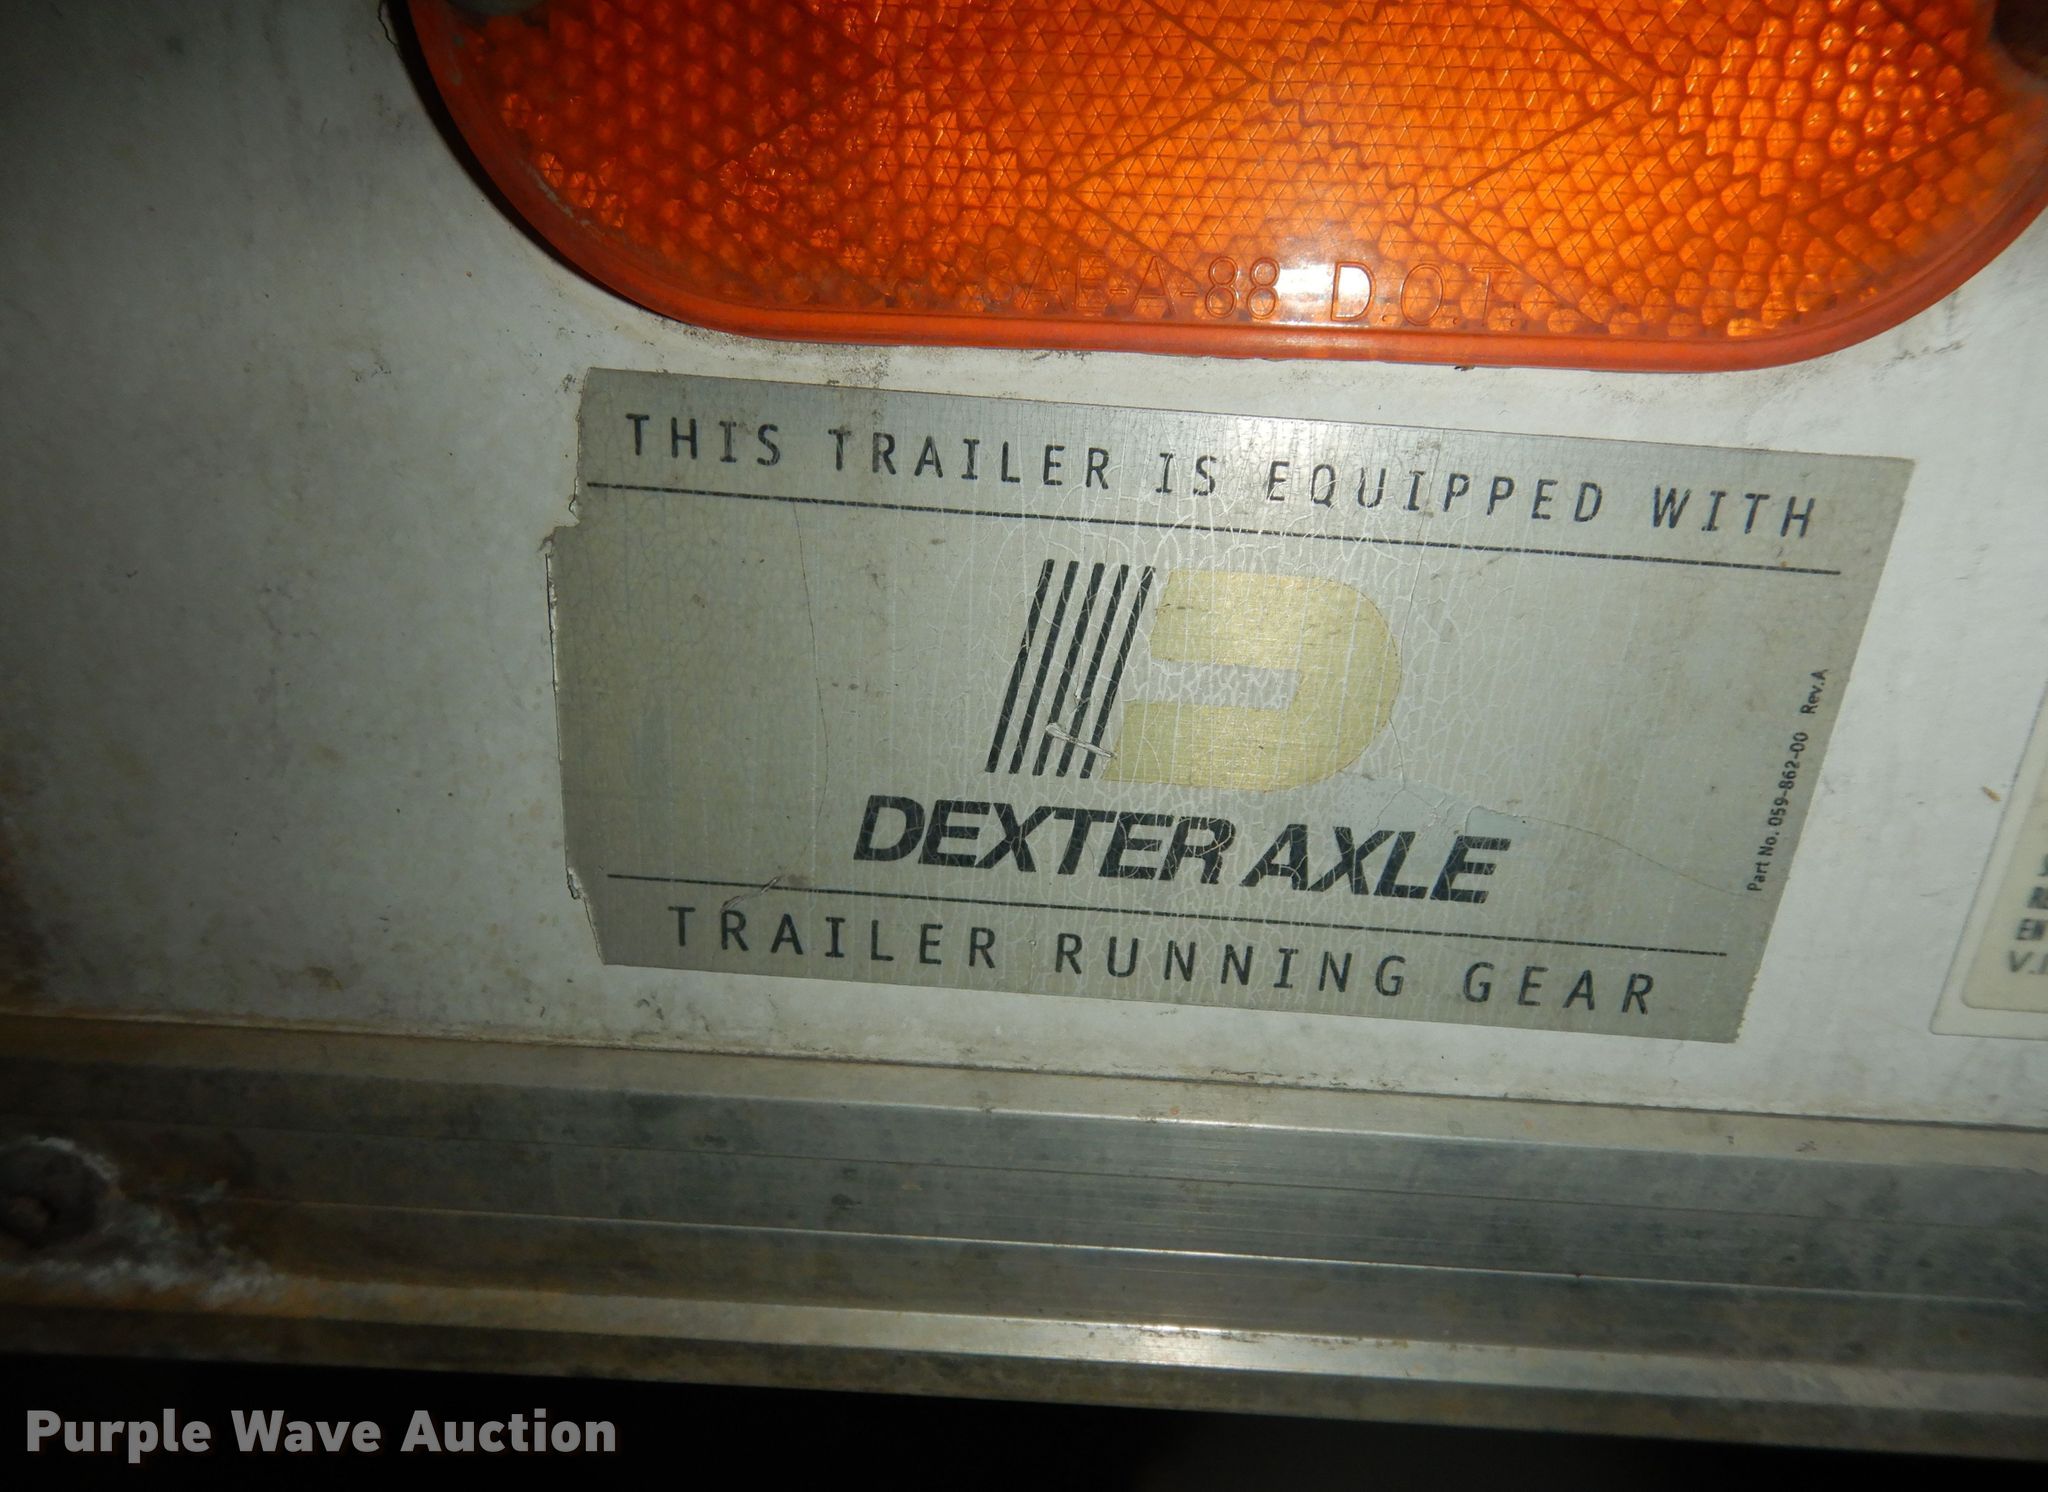 SAE-A-88 D.O.T.
THIS TRAILER IS EQUIPPED WITH
DEXTER AXLE
TRAILER RUNNING GEAR
Part No. 059-862-00 Rev.A
EN
V.I
Purple Wave Auction